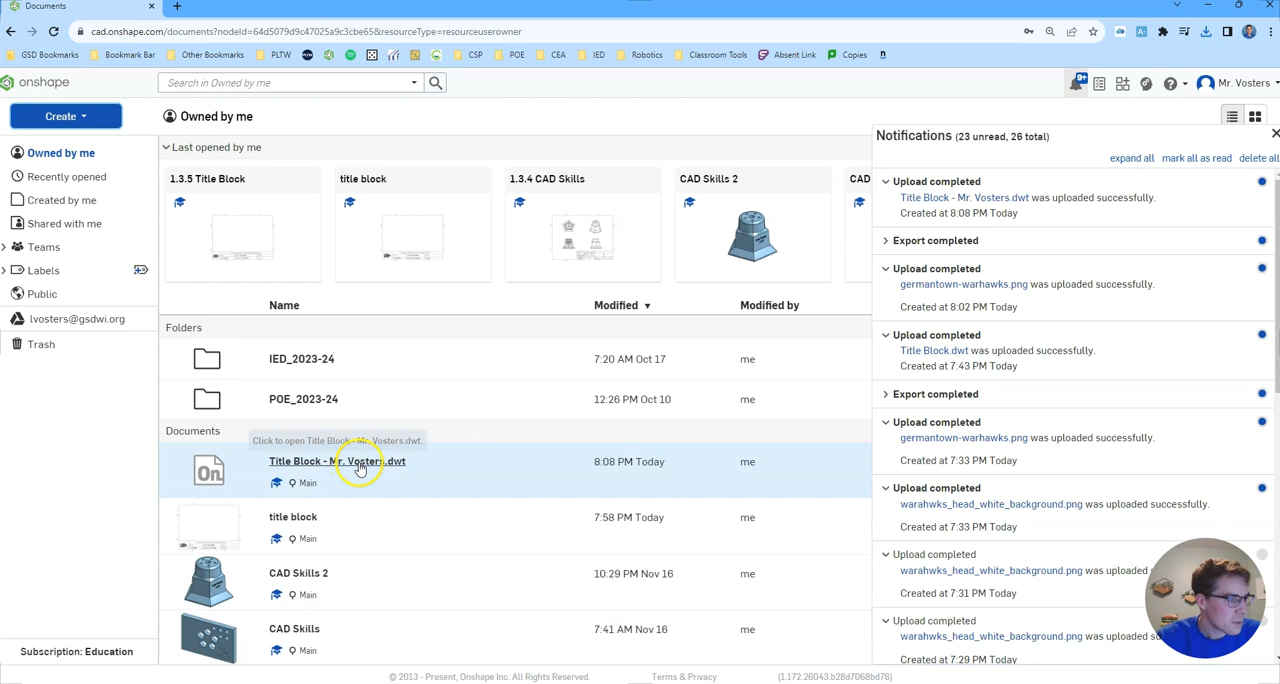 Documents
cad.onshape.com/documents?nodeId=64d5079d9c47025a9c3cbe65&resourceType=resourceuserowner
GSD Bookmarks Bookmark Bar Other Bookmarks PLTW CSP POE CEA IED Robotics Classroom Tools Absent Link Copies
onshape Search in Owned by me 9+ Mr. Vosters
Create
Owned by me
Owned by me
Recently opened
Created by me
Shared with me
Teams
Labels
Public
lvosters@gsdwi.org
Trash
Subscription: Education
Last opened by me
1.3.5 Title Block title block 1.3.4 CAD Skills CAD Skills 2 CAD
Name Modified Modified by
Folders
IED_2023-24 7:20 AM Oct 17 me
POE_2023-24 12:26 PM Oct 10 me
Documents
Click to open Title Block - Mr. Vosters.dwt.
On
Title Block - Mr. Vosters.dwt 8:08 PM Today me
Main
title block 7:58 PM Today me
Main
CAD Skills 2 10:29 PM Nov 16 me
Main
CAD Skills 7:41 AM Nov 16 me
Main
Notifications (23 unread, 26 total)
expand all mark all as read delete all
Upload completed
Title Block - Mr. Vosters.dwt was uploaded successfully.
Created at 8:08 PM Today
Export completed
Upload completed
germantown-warhawks.png was uploaded successfully.
Created at 8:02 PM Today
Upload completed
Title Block.dwt was uploaded successfully.
Created at 7:43 PM Today
Export completed
Upload completed
germantown-warhawks.png was uploaded successfully.
Created at 7:33 PM Today
Upload completed
warahwks_head_white_background.png was uploaded successfully.
Created at 7:33 PM Today
Upload completed
warahwks_head_white_background.png was
Created at 7:31 PM Today
Upload completed
warahwks_head_white_background.png was
Created at 7:29 PM Today
© 2013 - Present, Onshape Inc. All Rights Reserved. Terms & Privacy (1.172.26043.b28d7068bd76)